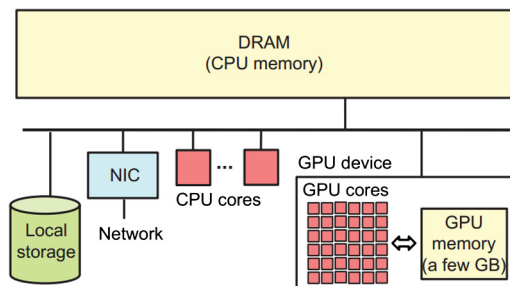 DRAM
(CPU memory)
NIC
...
CPU cores
GPU device
GPU cores
Local
storage
Network
GPU
memory
(a few GB)